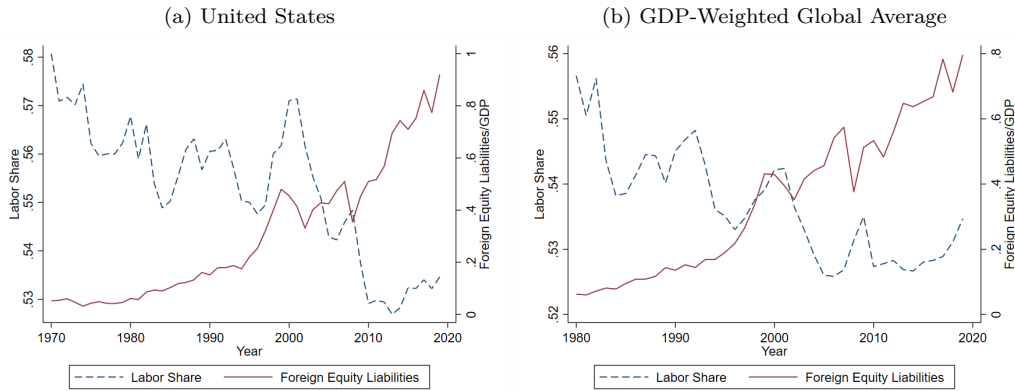 (a) United States
(b) GDP-Weighted Global Average
.58
.57
.56
.55
.54
.53
Labor Share
1
.8
.6
.4
.2
0
Foreign Equity Liabilities/GDP
1970
1980
1990
2000
2010
2020
Year
Labor Share
Foreign Equity Liabilities
.56
.55
.54
.53
.52
Labor Share
.8
.6
.4
.2
0
Foreign Equity Liabilities/GDP
1980
1990
2000
2010
2020
Year
Labor Share
Foreign Equity Liabilities